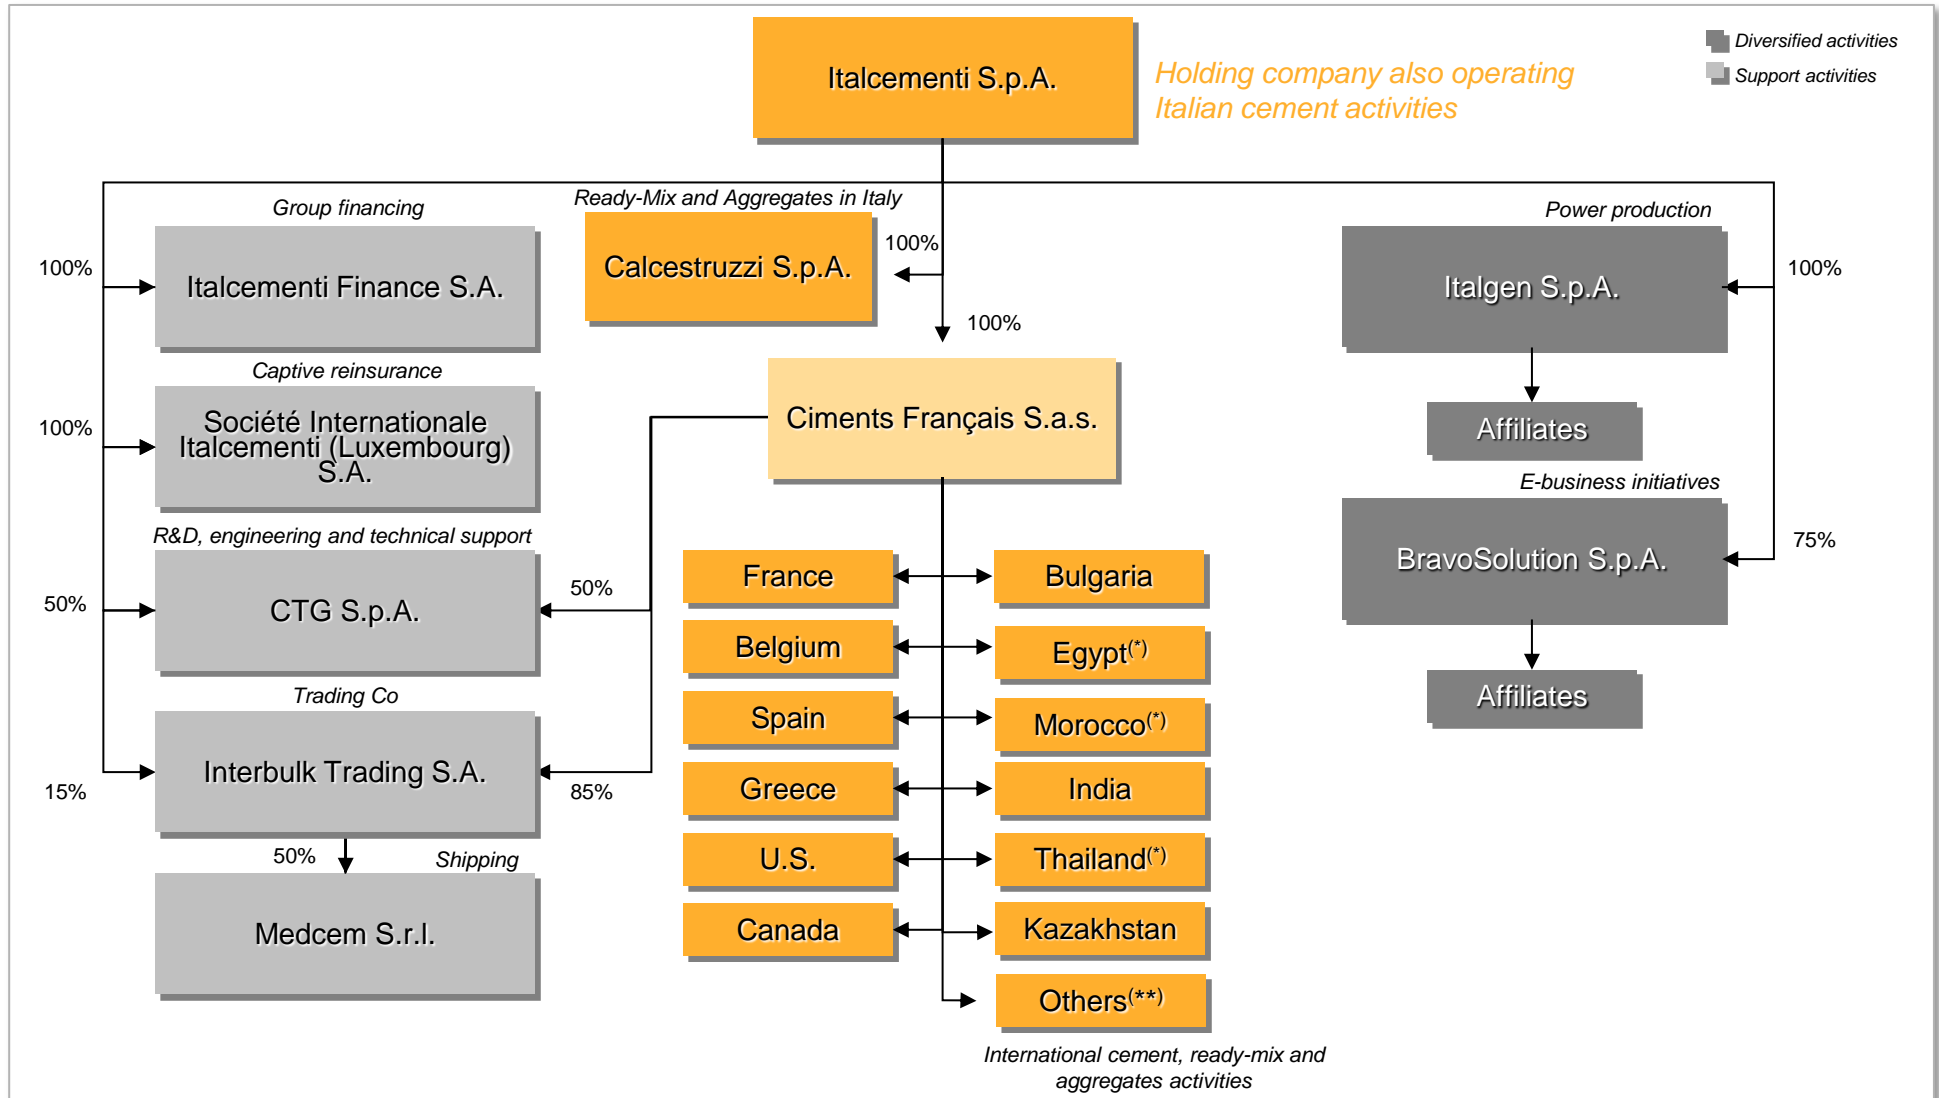 Italcementi S.p.A.
Holding company also operating
Italian cement activities
Diversified activities
Support activities
Group financing
100%
Italcementi Finance S.A.
Captive reinsurance
100%
Société Internationale
Italcementi (Luxembourg)
S.A.
R&D, engineering and technical support
50%
CTG S.p.A.
50%
Trading Co
15%
Interbulk Trading S.A.
85%
50%
Shipping
Medcem S.r.l.
Ready-Mix and Aggregates in Italy
Calcestruzzi S.p.A.
100%
100%
Ciments Français S.a.s.
France
Bulgaria
Belgium
Egypt(*)
Spain
Morocco(*)
Greece
India
U.S.
Thailand(*)
Canada
Kazakhstan
Others(**)
International cement, ready-mix and
aggregates activities
Power production
Italgen S.p.A.
100%
Affiliates
E-business initiatives
BravoSolution S.p.A.
75%
Affiliates